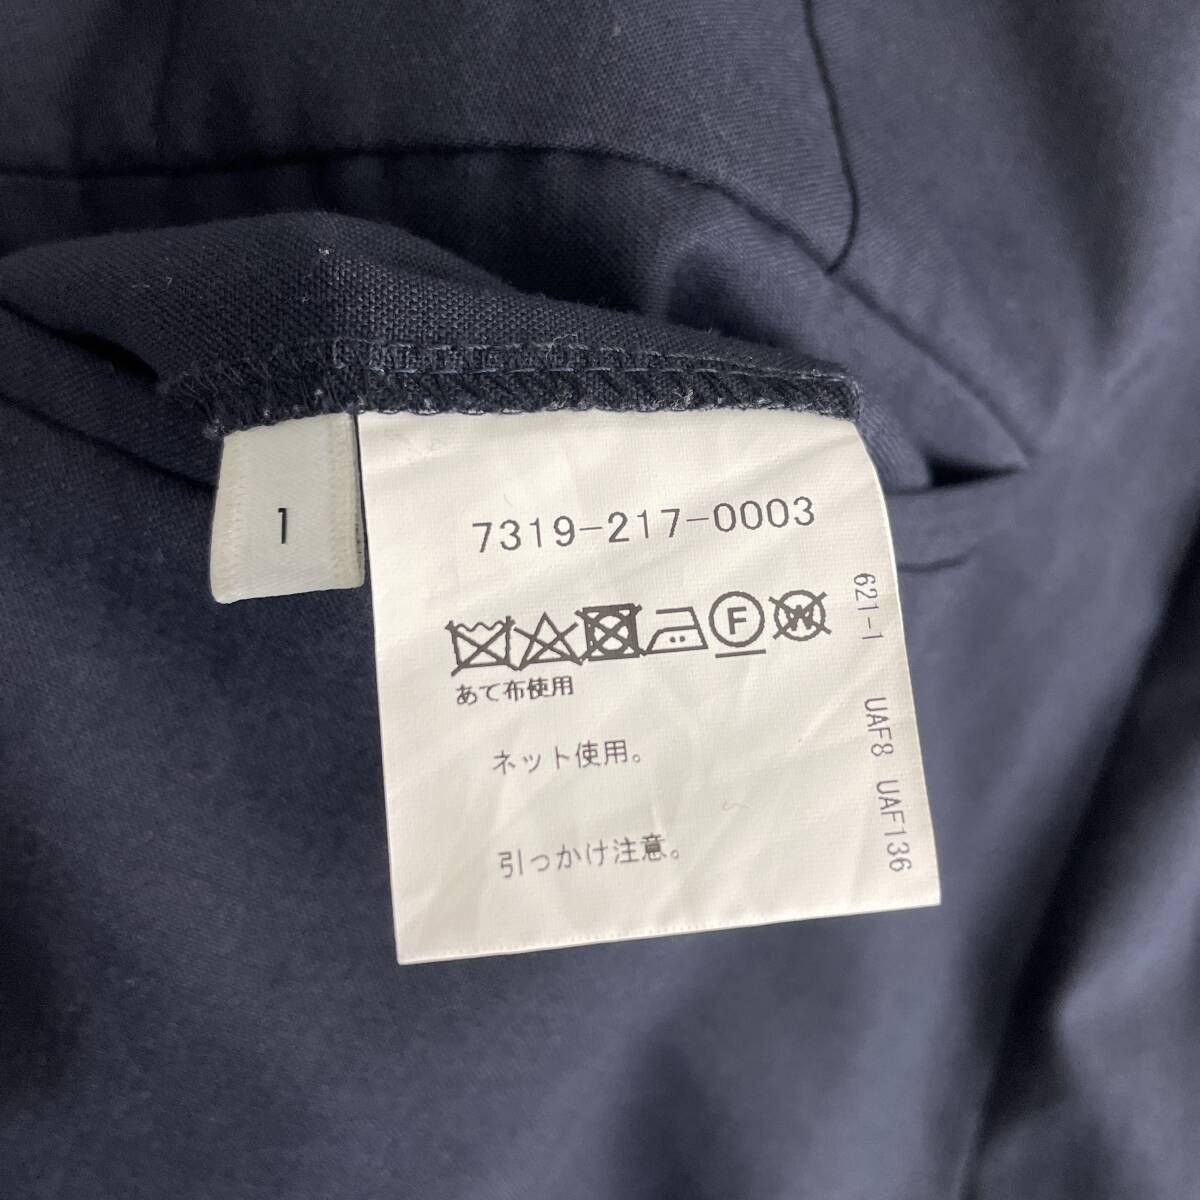 1
7319-217-0003
F
W
あて布使用
ネット使用。
引っかけ注意。
621-1 UAF8 UAF136